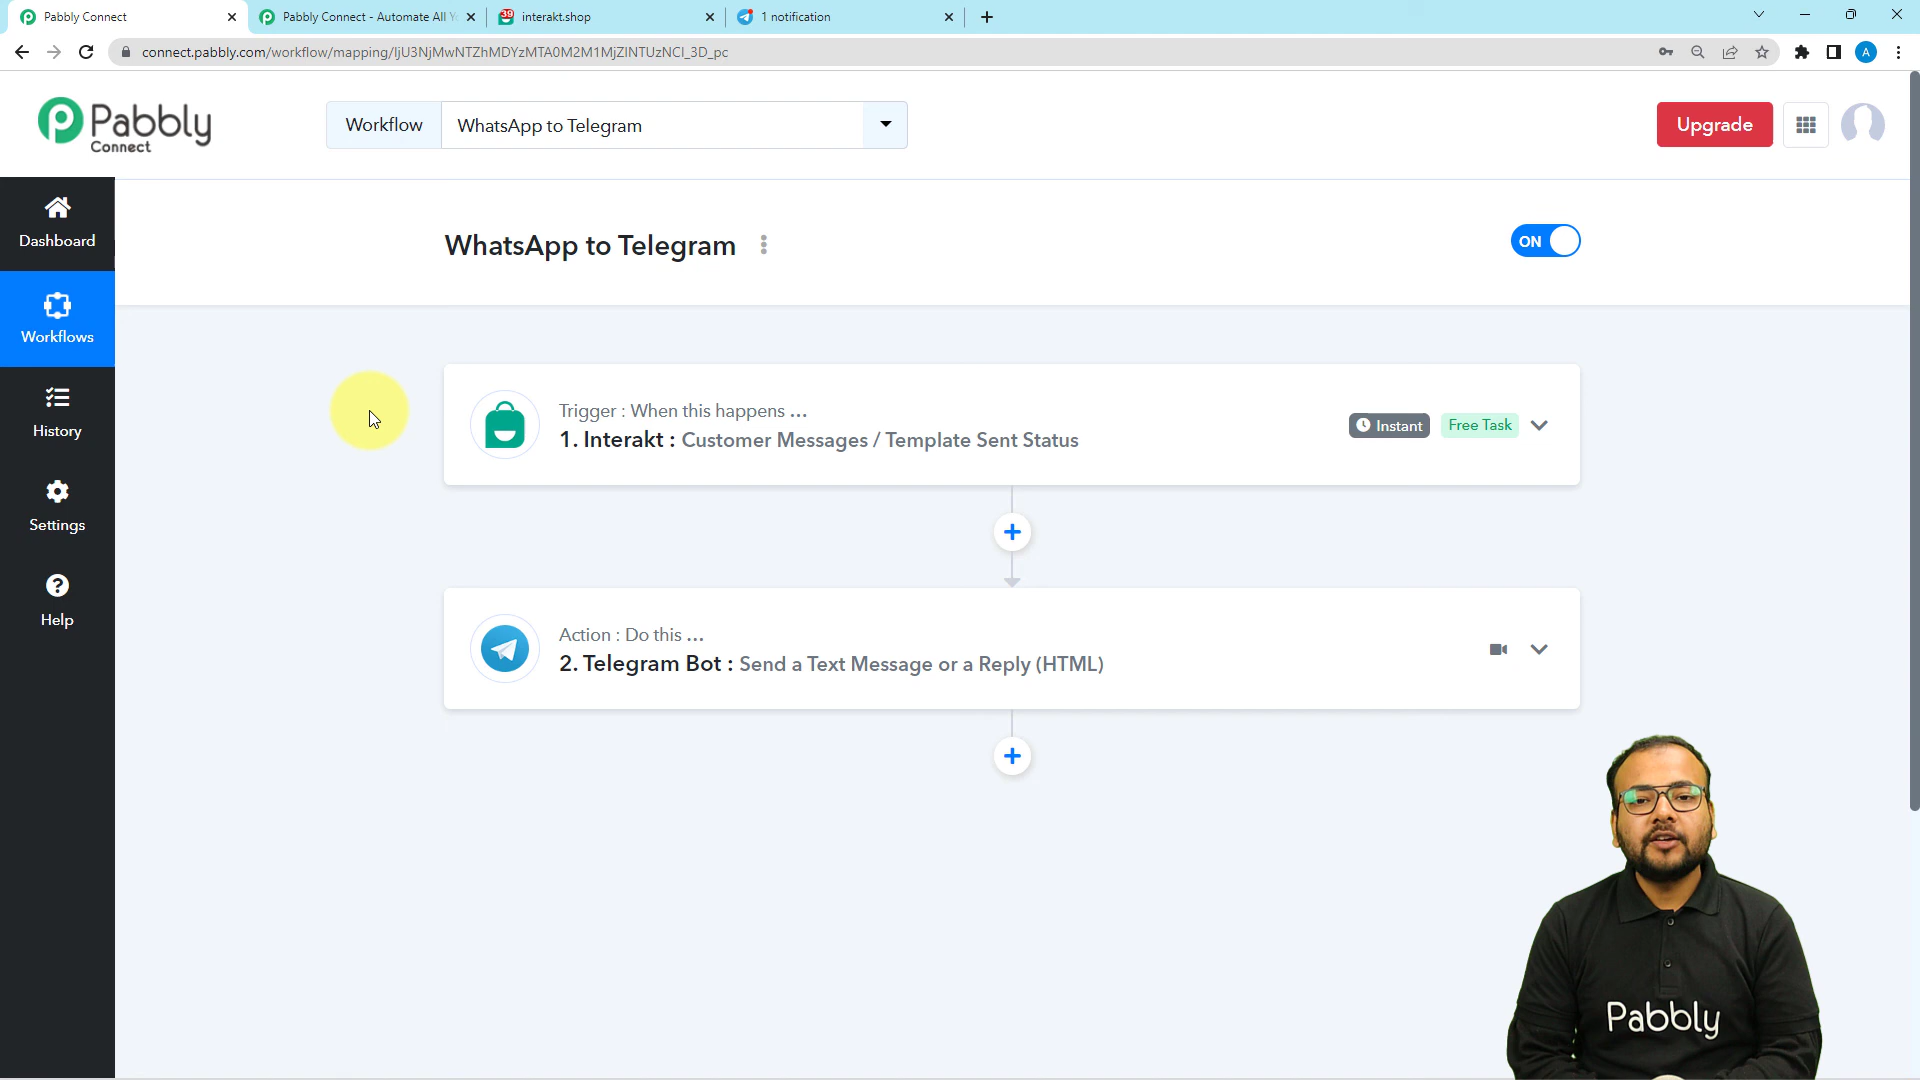 Pabbly Connect
Pabbly Connect - Automate All Y
39
interakt.shop
1 notification
connect.pabbly.com/workflow/mapping/IjU3NjMwNTZhMDYzMTA0M2M1MjZlNTUzNCI_3D_pc
A
Pabbly
Connect
Workflow
WhatsApp to Telegram
Upgrade
Dashboard
Workflows
History
Settings
Help
WhatsApp to Telegram
ON
Trigger : When this happens ...
1. Interakt : Customer Messages / Template Sent Status
Instant
Free Task
Action : Do this ...
2. Telegram Bot : Send a Text Message or a Reply (HTML)
Pabbly